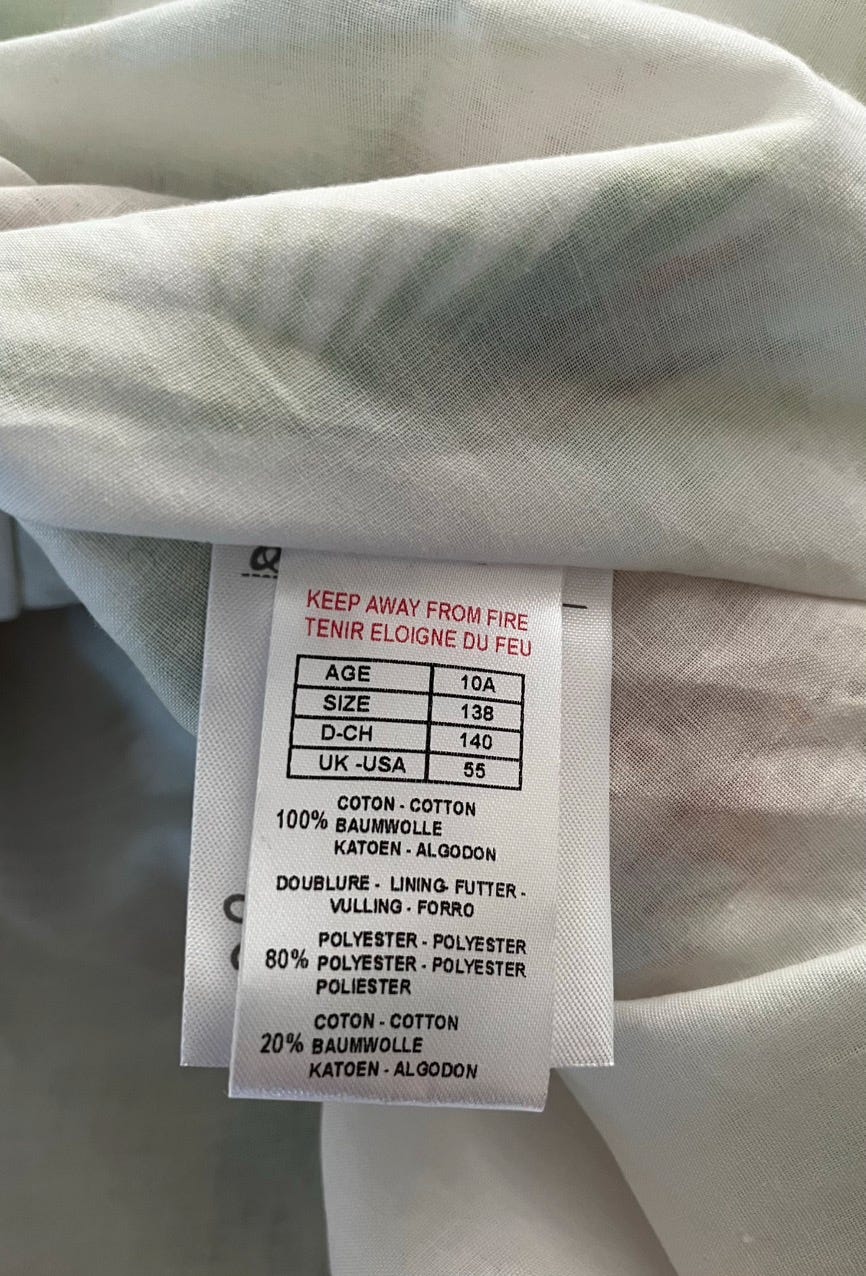 KEEP AWAY FROM FIRE
TENIR ELOIGNE DU FEU
AGE 10A
SIZE 138
D-CH 140
UK -USA 55
COTON - COTTON
100% BAUMWOLLE
KATOEN - ALGODON
DOUBLURE - LINING- FUTTER -
VULLING - FORRO
POLYESTER - POLYESTER
80% POLYESTER - POLYESTER
POLIESTER
COTON - COTTON
20% BAUMWOLLE
KATOEN - ALGODON